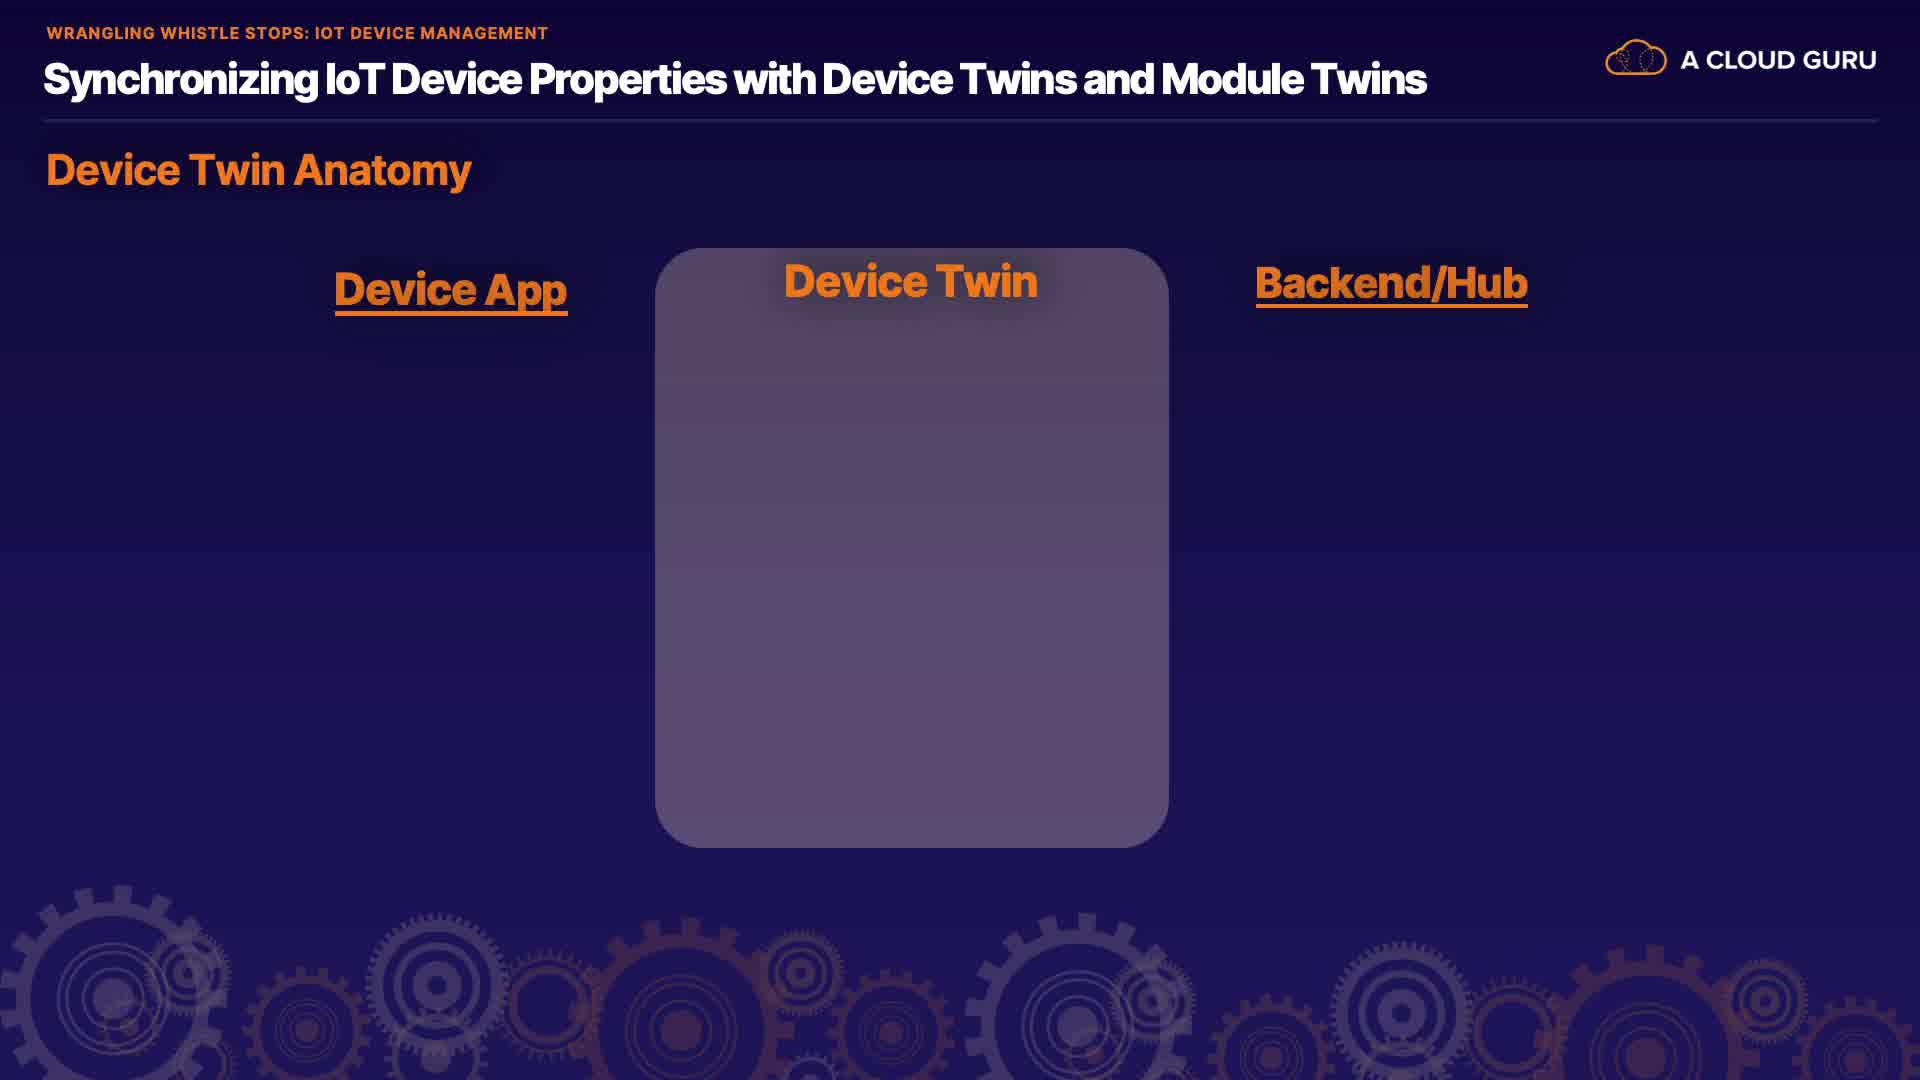 WRANGLING WHISTLE STOPS: IOT DEVICE MANAGEMENT
Synchronizing IoT Device Properties with Device Twins and Module Twins
A CLOUD GURU
Device Twin Anatomy
Device App
Device Twin
Backend/Hub